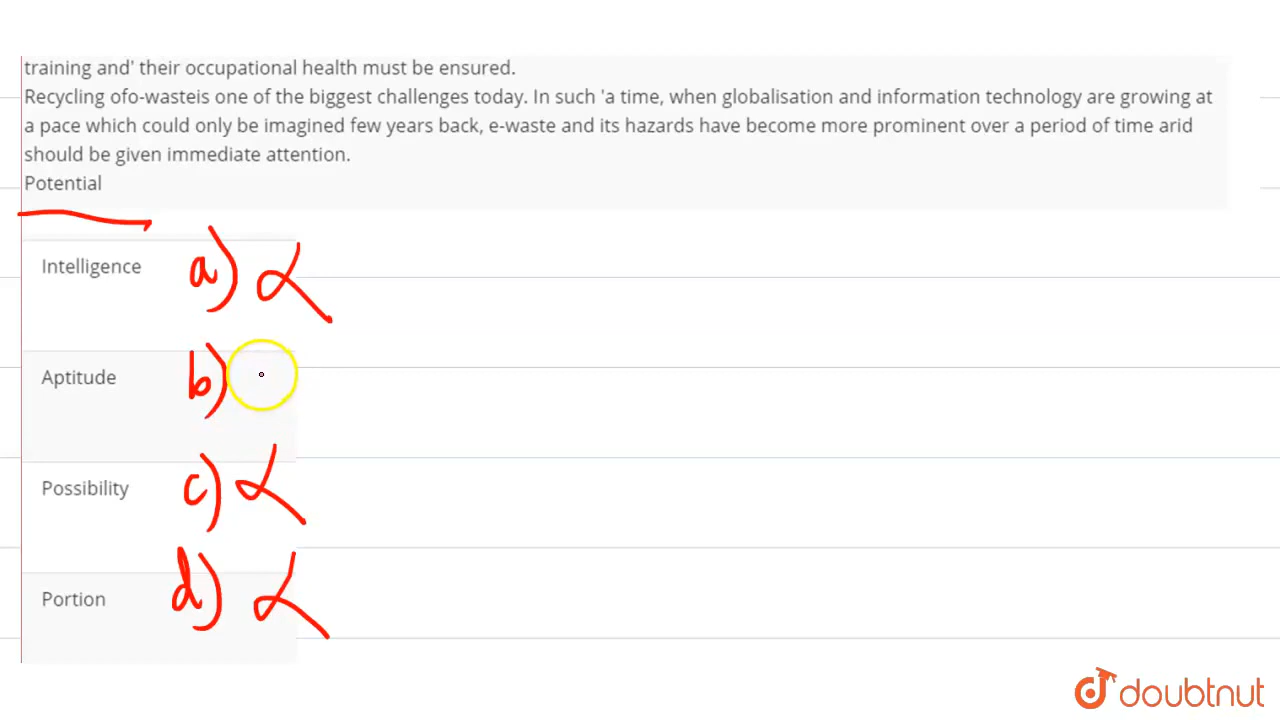 training and' their occupational health must be ensured.
Recycling ofo-wasteis one of the biggest challenges today. In such 'a time, when globalisation and information technology are growing at
a pace which could only be imagined few years back, e-waste and its hazards have become more prominent over a period of time arid
should be given immediate attention.
Potential
Intelligence a)
Aptitude b)
Possibility c)
Portion d)
doubtnut